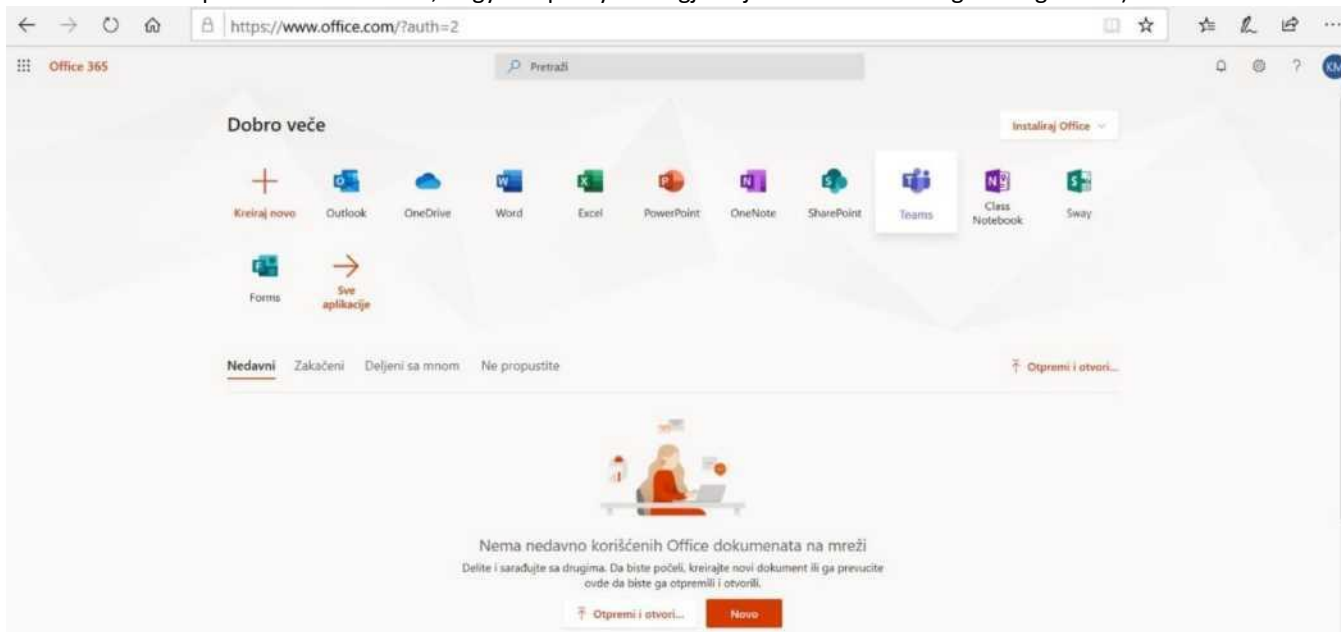 https://www.office.com/?auth=2
Office 365
Pretraži
?
KM
Dobro veče
Instaliraj Office
Kreiraj novo
Outlook
OneDrive
Word
Excel
PowerPoint
OneNote
SharePoint
Teams
Class
Notebook
Sway
Forms
Sve
aplikacije
Nedavni Zakačeni Deljeni sa mnom Ne propustite
Otpremi i otvori...
Nema nedavno korišćenih Office dokumenata na mreži
Delite i sarađujte sa drugima. Da biste počeli, kreirajte novi dokument ili ga prevucite
ovde da biste ga otpremili i otvorili.
Otpremi i otvori...
Novo